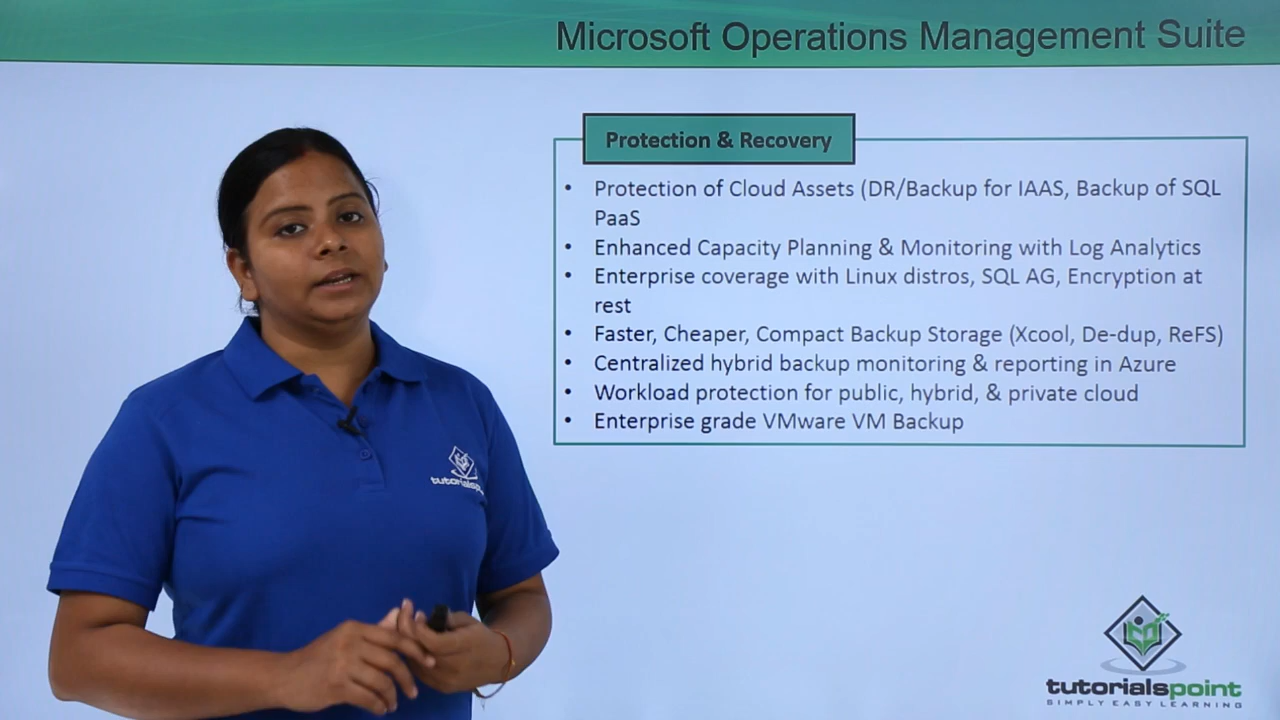 Microsoft Operations Management Suite
Protection & Recovery
• Protection of Cloud Assets (DR/Backup for IAAS, Backup of SQL
PaaS
• Enhanced Capacity Planning & Monitoring with Log Analytics
• Enterprise coverage with Linux distros, SQL AG, Encryption at
rest
• Faster, Cheaper, Compact Backup Storage (Xcool, De-dup, ReFS)
• Centralized hybrid backup monitoring & reporting in Azure
• Workload protection for public, hybrid, & private cloud
• Enterprise grade VMware VM Backup
tutorialsp
tutorialspoint
SIMPLY EASY LEARNING